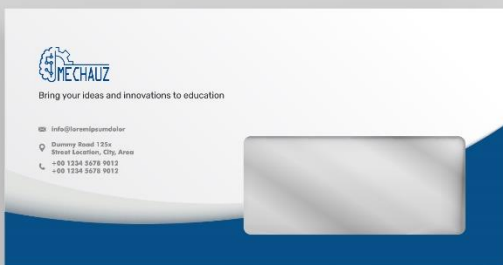 MECHAUZ
Bring your ideas and innovations to education
info@loremipsumdolor
Dummy Road 125x
Street Location, City, Area
+00 1234 5678 9012
+00 1234 5678 9012